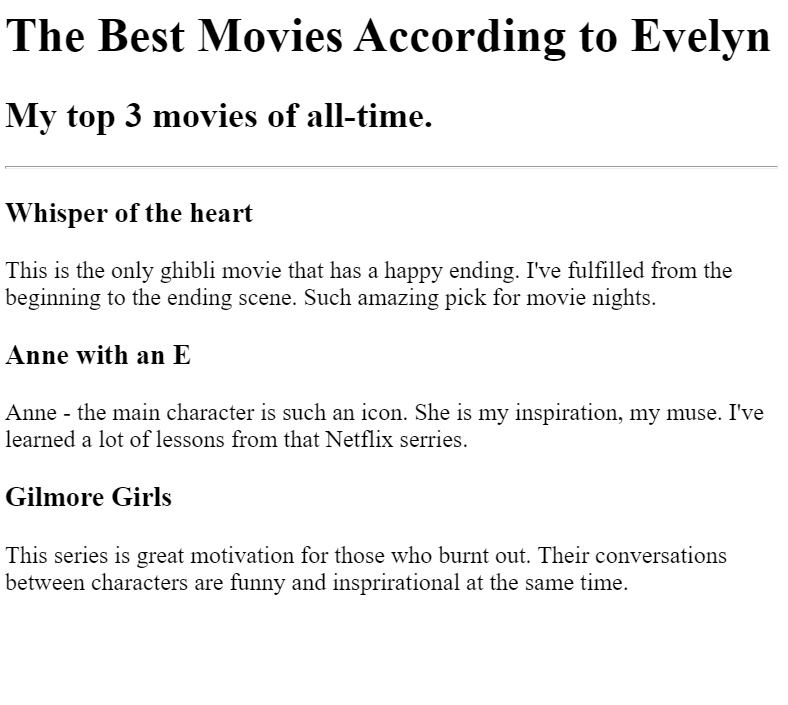 The Best Movies According to Evelyn
My top 3 movies of all-time.
Whisper of the heart
This is the only ghibli movie that has a happy ending. I've fulfilled from the
beginning to the ending scene. Such amazing pick for movie nights.
Anne with an E
Anne - the main character is such an icon. She is my inspiration, my muse. I've
learned a lot of lessons from that Netflix serries.
Gilmore Girls
This series is great motivation for those who burnt out. Their conversations
between characters are funny and insprirational at the same time.